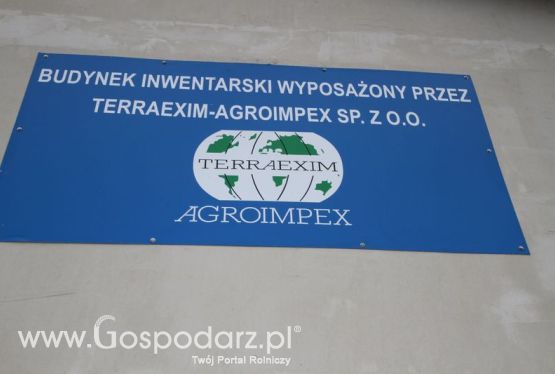 BUDYNEK INWENTARSKI WYPOSAŻONY PRZEZ
TERRAEXIM-AGROIMPEX SP. Z O.O.
TERRAEXIM
AGROIMPEX
www.Gospodarz.pl®
Twój Portal Rolniczy